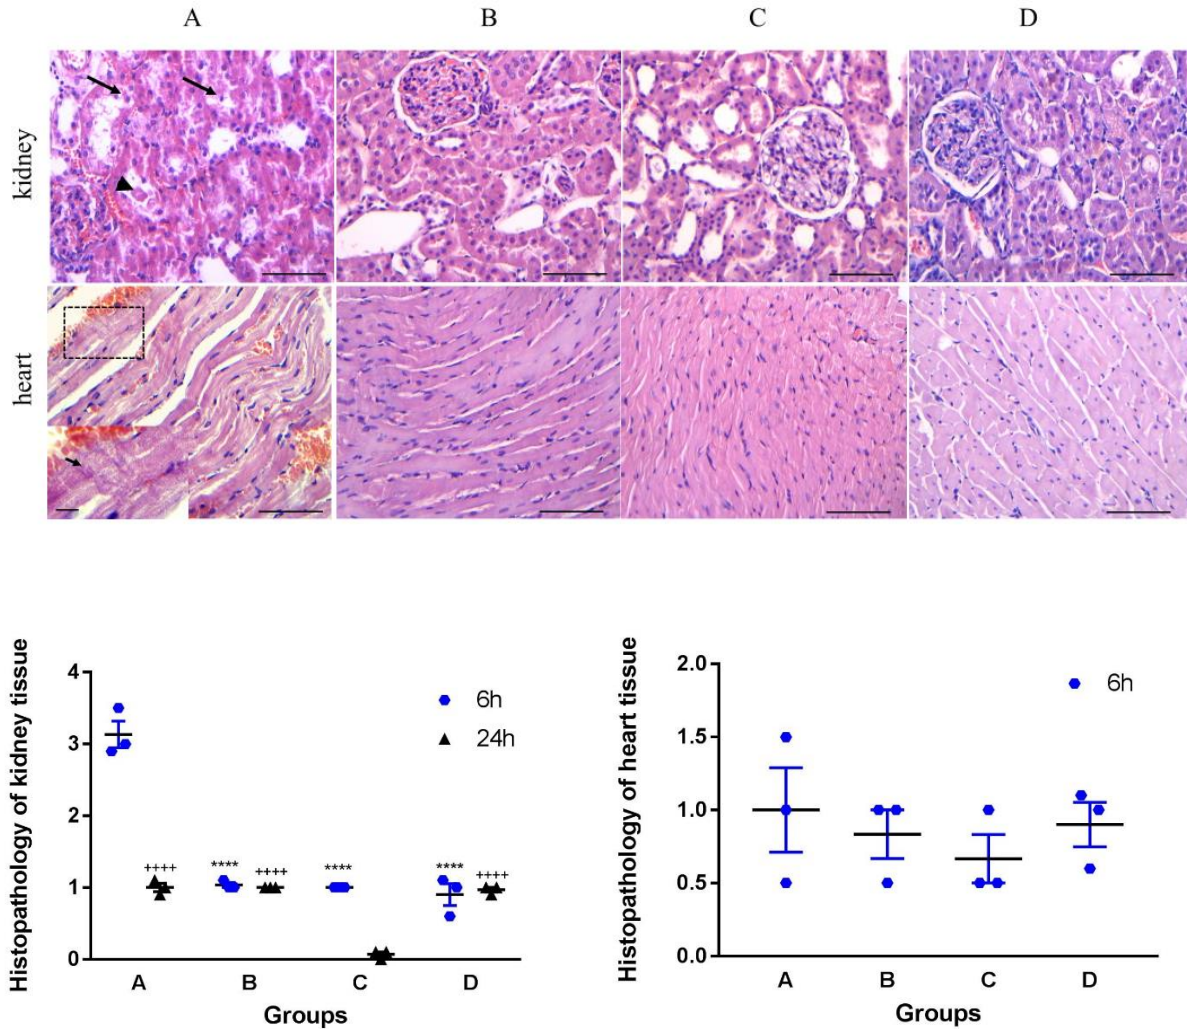 A B C D
kidney
heart
Histopathology of kidney tissue
4
3
2
1
0
6h
24h
++++
**** ++++
****
**** ++++
A B C D
Groups
Histopathology of heart tissue
2.0
1.5
1.0
0.5
0.0
6h
A B C D
Groups